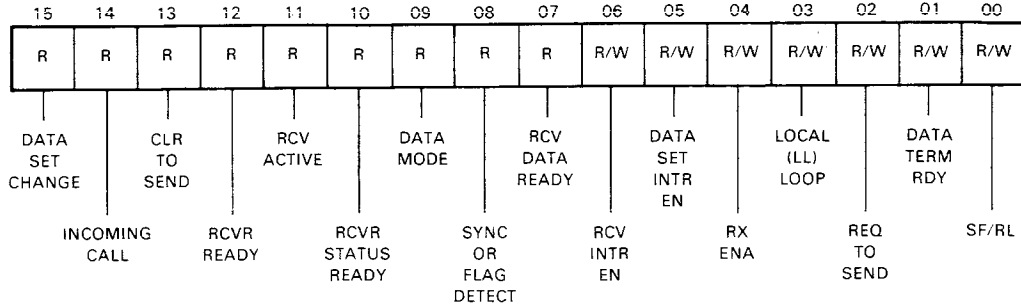 15 14 13 12 11 10 09 08 07 06 05 04 03 02 01 00
R R R R R R R R R R/W R/W R/W R/W R/W R/W R/W
DATA SET CHANGE
CLR TO SEND
RCV ACTIVE
DATA MODE
RCV DATA READY
DATA SET INTR EN
LOCAL (LL) LOOP
DATA TERM RDY
INCOMING CALL
RCVR READY
RCVR STATUS READY
SYNC OR FLAG DETECT
RCV INTR EN
RX ENA
REQ TO SEND
SF/RL